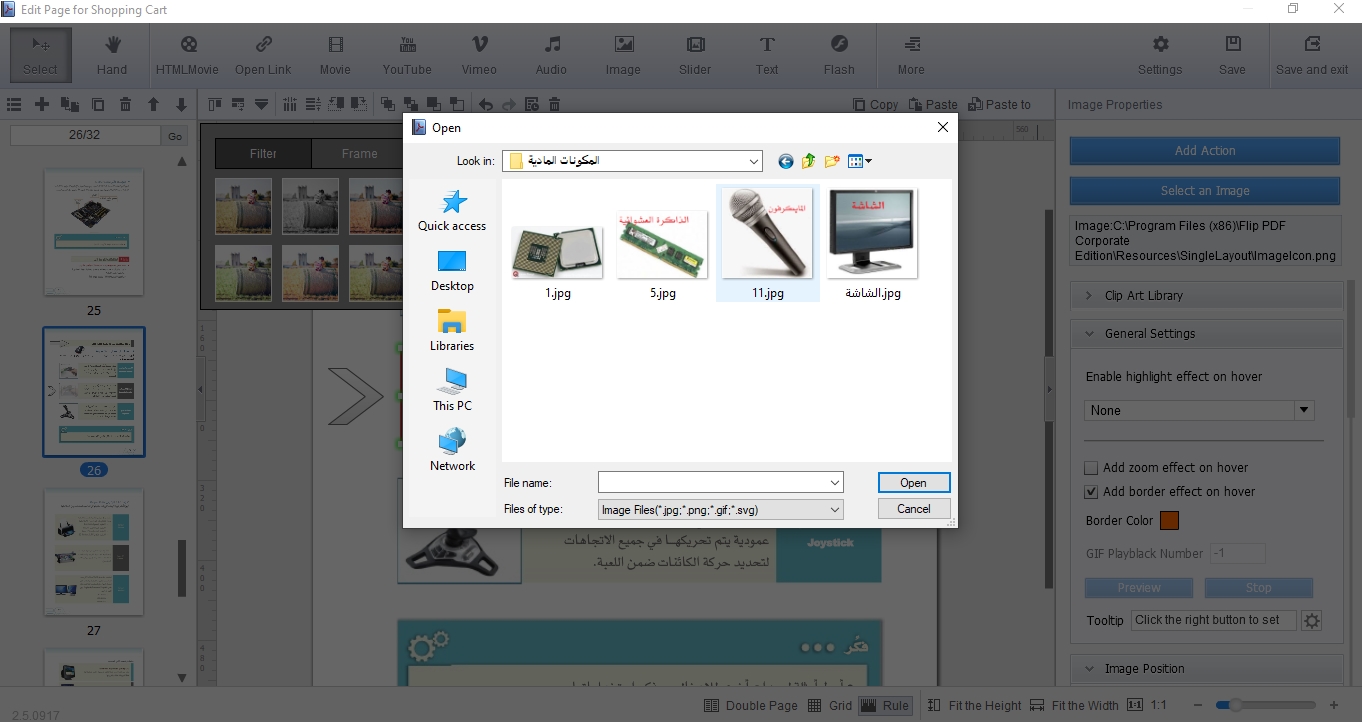 Edit Page for Shopping Cart
Select
Hand
HTMLMovie
Open Link
Movie
YouTube
Vimeo
Audio
Image
Slider
Text
Flash
More
Settings
Save
Save and exit
Copy
Paste
Paste to
Image Properties
26/32
Go
Filter
Frame
560
25
26
27
Open
Look in:
المكونات المادية
Quick access
Desktop
Libraries
This PC
Network
الذاكرة العشوائية
المايكرفون
الشاشة
1.jpg
5.jpg
11.jpg
الشاشة.jpg
File name:
Open
Files of type:
Image Files(*.jpg;*.png;*.gif;*.svg)
Cancel
عمودية يتم تحريكها في جميع الاتجاهات
لتحديد حركة الكائنات ضمن اللعبة.
Joystick
فكّر
Add Action
Select an Image
Image:C:\Program Files (x86)\Flip PDF
Corporate
Edition\Resources\SingleLayout\ImageIcon.png
Clip Art Library
General Settings
Enable highlight effect on hover
None
Add zoom effect on hover
Add border effect on hover
Border Color
GIF Playback Number
-1
Preview
Stop
Tooltip
Click the right button to set
Image Position
2.5.0917
Double Page
Grid
Rule
Fit the Height
Fit the Width
1:1
1:1